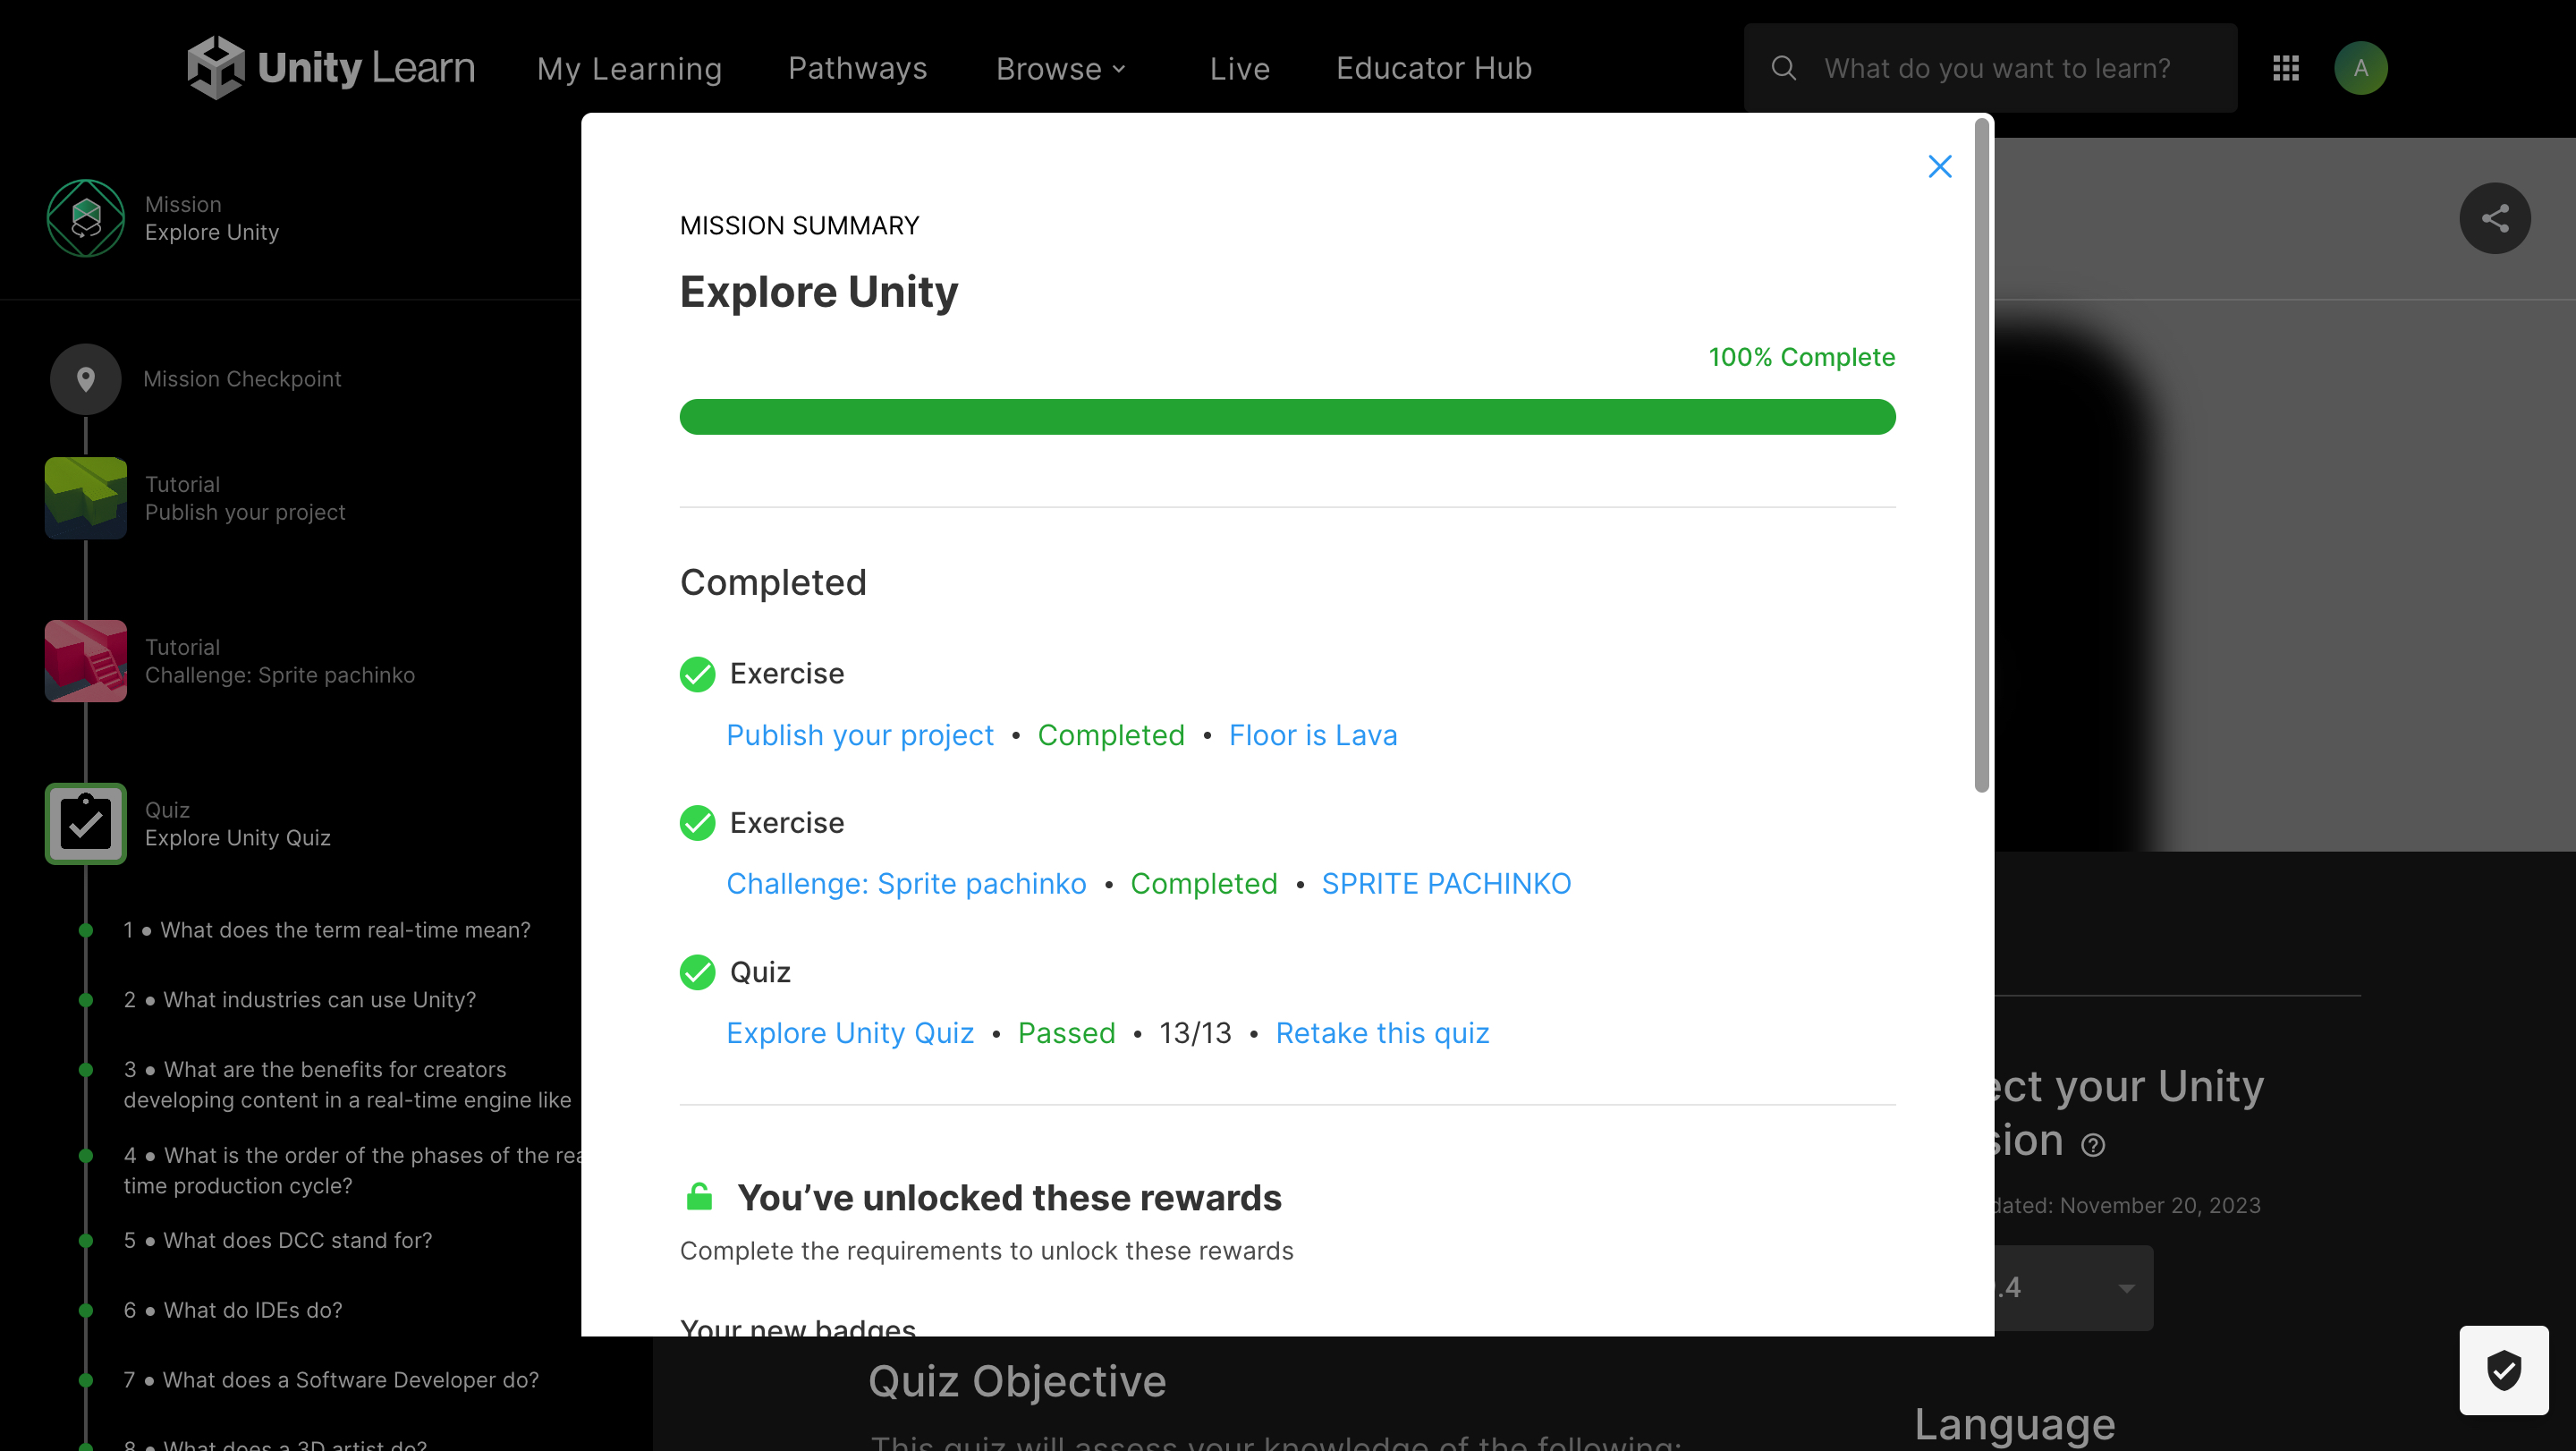 Unity Learn
My Learning
Pathways
Browse
Live
Educator Hub
What do you want to learn?
A
Mission
Explore Unity
Mission Checkpoint
Tutorial
Publish your project
Tutorial
Challenge: Sprite pachinko
Quiz
Explore Unity Quiz
1 • What does the term real-time mean?
2 • What industries can use Unity?
3 • What are the benefits for creators
developing content in a real-time engine like
4 • What is the order of the phases of the rea
time production cycle?
5 • What does DCC stand for?
6 • What do IDEs do?
7 • What does a Software Developer do?
8 • What does a 3D artist do?
MISSION SUMMARY
Explore Unity
100% Complete
Completed
Exercise
Publish your project • Completed • Floor is Lava
Exercise
Challenge: Sprite pachinko • Completed • SPRITE PACHINKO
Quiz
Explore Unity Quiz • Passed • 13/13 • Retake this quiz
You’ve unlocked these rewards
Complete the requirements to unlock these rewards
Your new badges
ect your Unity
sion
dated: November 20, 2023
.4
Quiz Objective
This quiz will assess your knowledge of the following:
Language